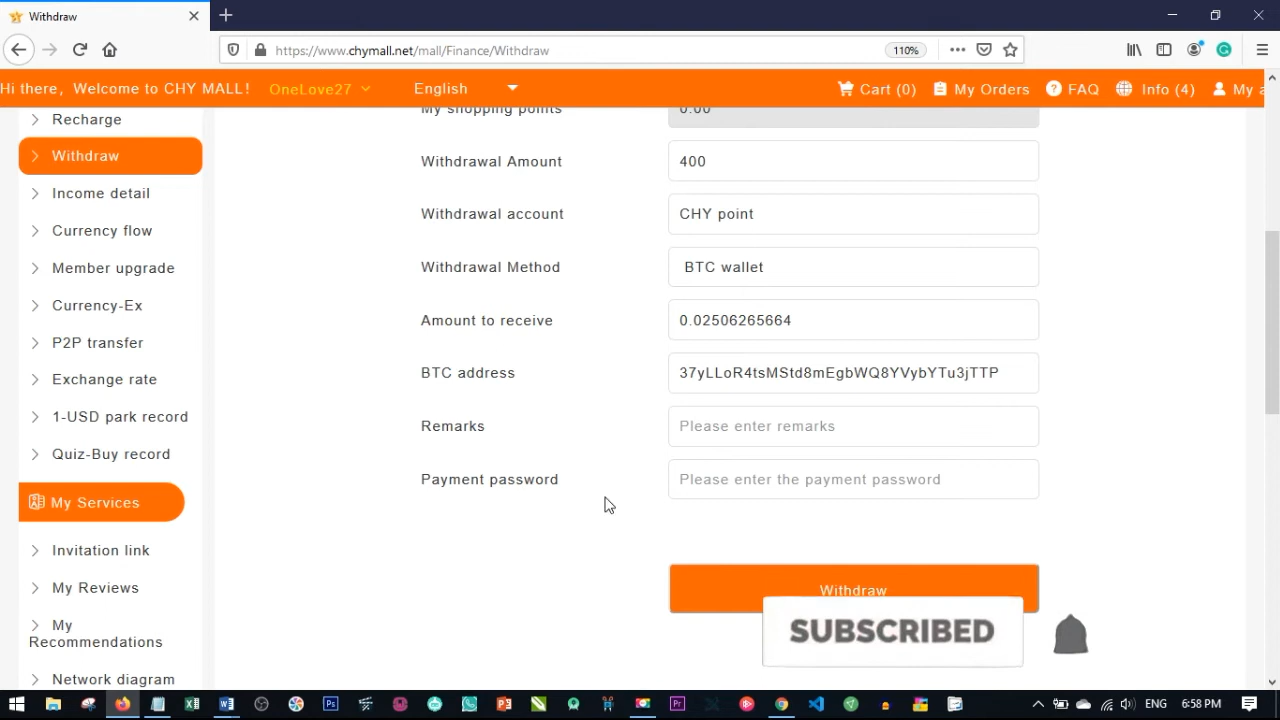 Withdraw
https://www.chymall.net/mall/Finance/Withdraw
110%
Hi there, Welcome to CHY MALL!
OneLove27
English
Cart (0)
My Orders
FAQ
Info (4)
My a
Recharge
Withdraw
Income detail
Currency flow
Member upgrade
Currency-Ex
P2P transfer
Exchange rate
1-USD park record
Quiz-Buy record
My Services
Invitation link
My Reviews
My
Recommendations
Network diagram
My shopping points 0.00
Withdrawal Amount 400
Withdrawal account CHY point
Withdrawal Method BTC wallet
Amount to receive 0.02506265664
BTC address 37yLLoR4tsMStd8mEgbWQ8YVybYTu3jTTP
Remarks Please enter remarks
Payment password Please enter the payment password
Withdraw
SUBSCRIBED
ENG
6:58 PM